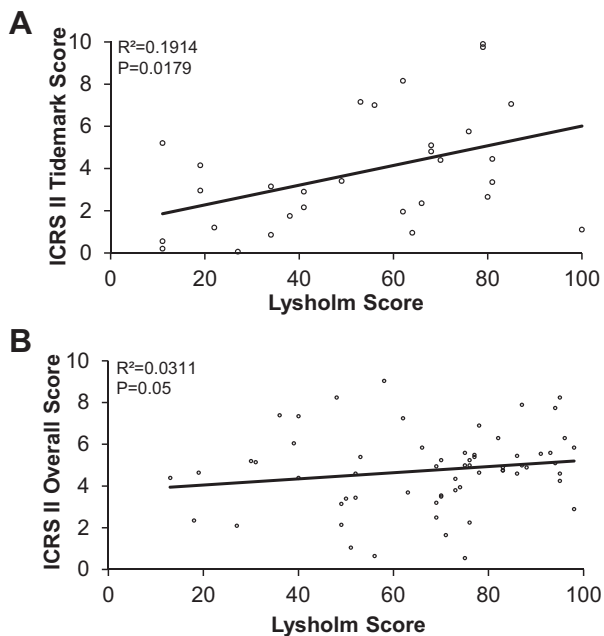 A
R²=0.1914
P=0.0179
ICRS II Tidemark Score
10
8
6
4
2
0
0 20 40 60 80 100
Lysholm Score
B
R²=0.0311
P=0.05
ICRS II Overall Score
10
8
6
4
2
0
0 20 40 60 80 100
Lysholm Score